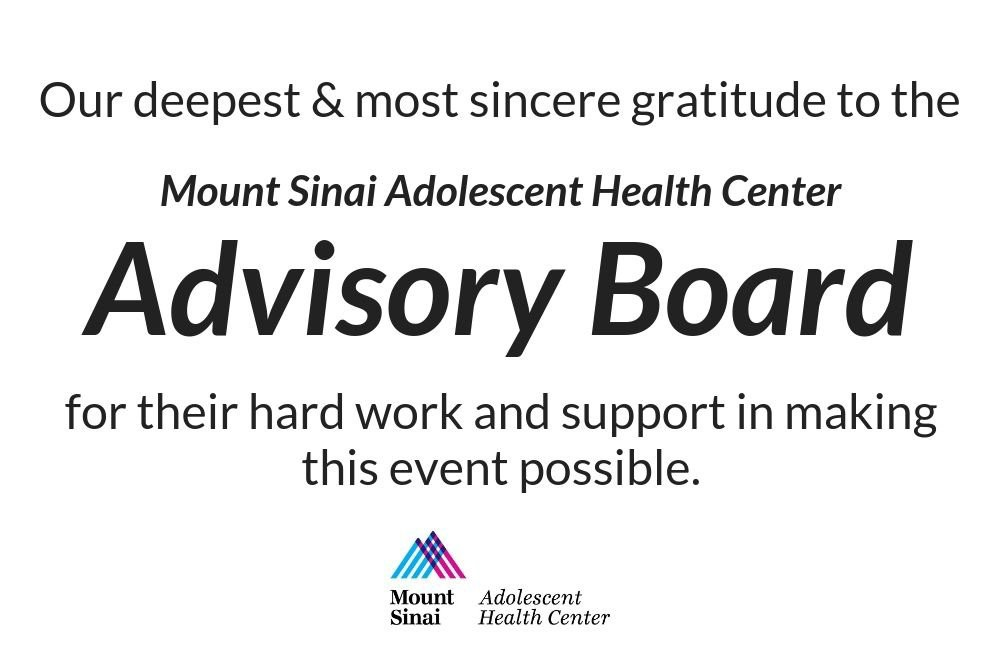 Our deepest & most sincere gratitude to the
Mount Sinai Adolescent Health Center
Advisory Board
for their hard work and support in making
this event possible.
Mount Adolescent
Sinai Health Center